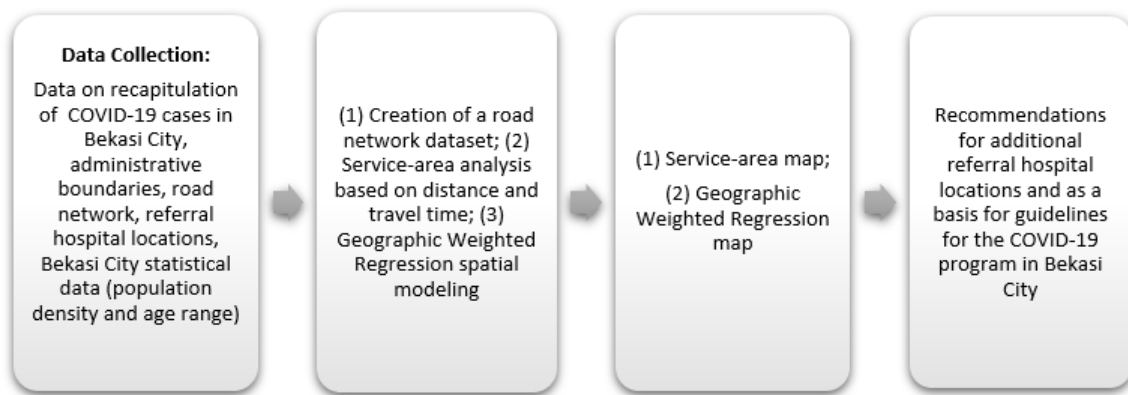 Data Collection:
Data on recapitulation
of COVID-19 cases in
Bekasi City,
administrative
boundaries, road
network, referral
hospital locations,
Bekasi City statistical
data (population
density and age range)
(1) Creation of a road
network dataset; (2)
Service-area analysis
based on distance and
travel time; (3)
Geographic Weighted
Regression spatial
modeling
(1) Service-area map;
(2) Geographic
Weighted Regression
map
Recommendations
for additional
referral hospital
locations and as a
basis for guidelines
for the COVID-19
program in Bekasi
City